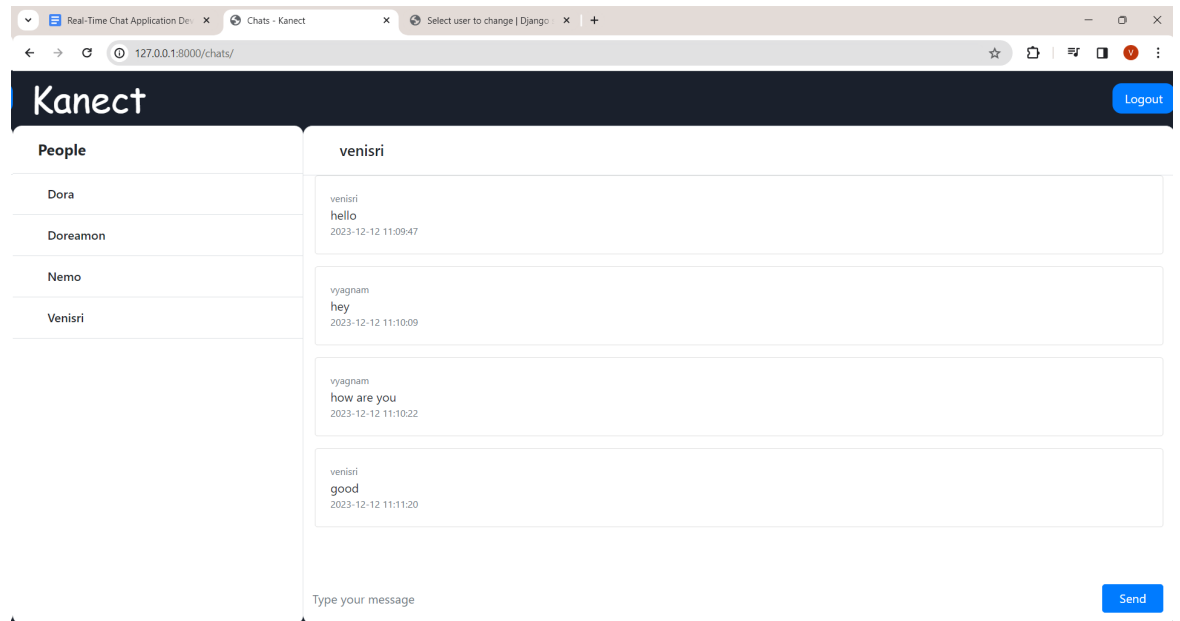 Real-Time Chat Application De
Chats - Kanect
Select user to change | Django
127.0.0.1:8000/chats/
V
Kanect
Logout
People
venisri
Dora
Doreamon
Nemo
Venisri
venisri
hello
2023-12-12 11:09:47
vyagnam
hey
2023-12-12 11:10:09
vyagnam
how are you
2023-12-12 11:10:22
venisri
good
2023-12-12 11:11:20
Type your message
Send